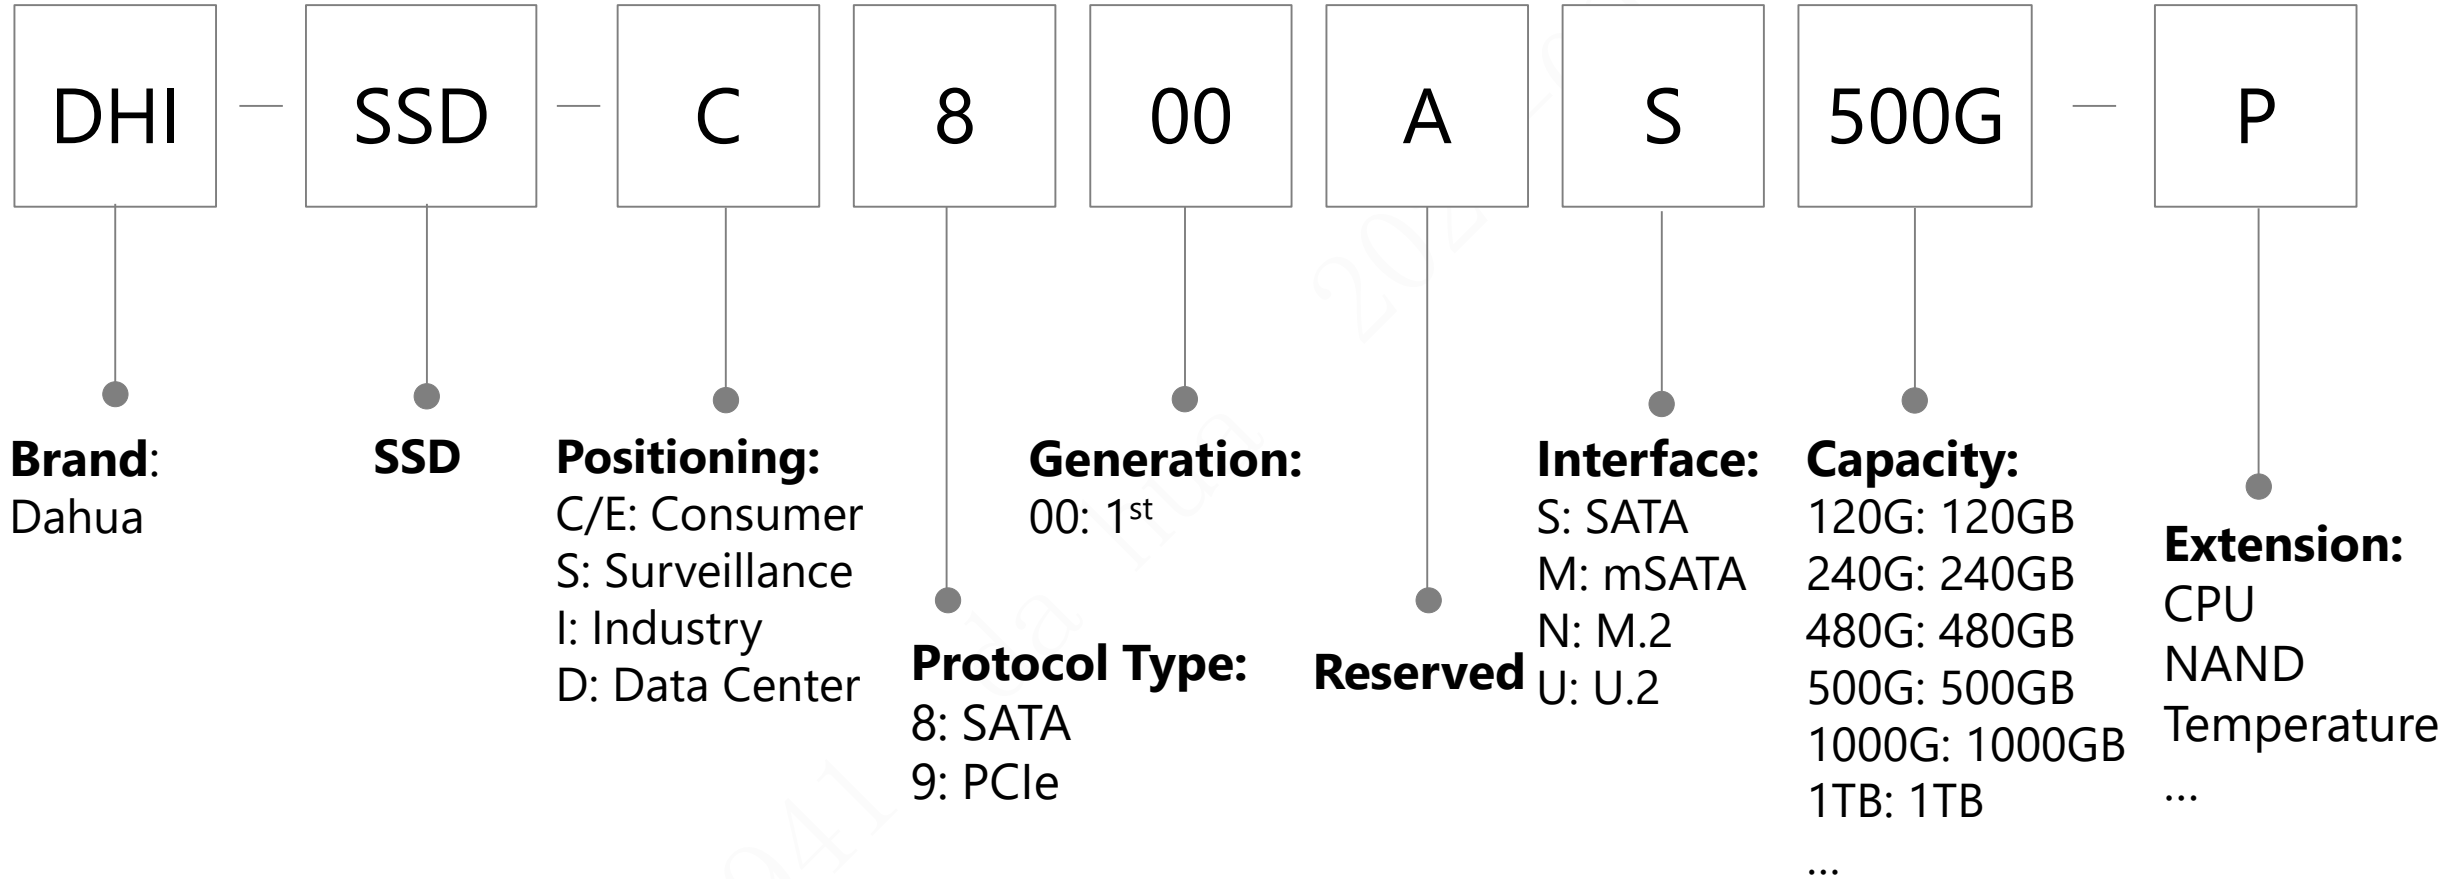 DHI — SSD — C 8 00 A S 500G — P
Brand:
Dahua
SSD
Positioning:
C/E: Consumer
S: Surveillance
I: Industry
D: Data Center
Protocol Type:
8: SATA
9: PCIe
Generation:
00: 1st
Reserved
Interface:
S: SATA
M: mSATA
N: M.2
U: U.2
Capacity:
120G: 120GB
240G: 240GB
480G: 480GB
500G: 500GB
1000G: 1000GB
1TB: 1TB
...
Extension:
CPU
NAND
Temperature
...